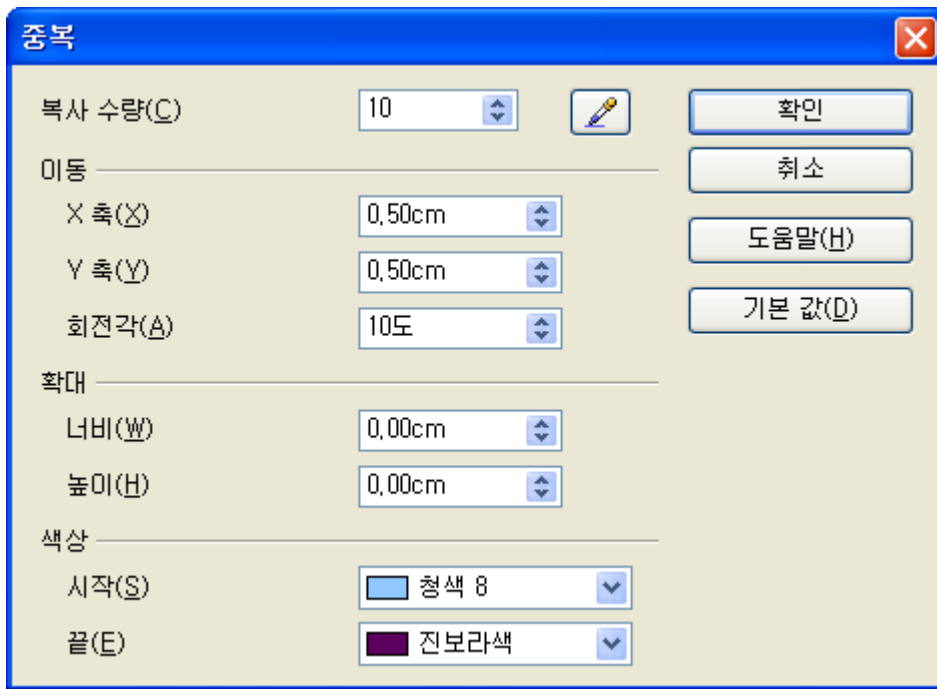 중복
복사 수량(C) 10 확인
이동 취소
X 축(X) 0,50cm
도움말(H)
Y 축(Y) 0,50cm
회전각(A) 10도 기본 값(D)
확대
너비(W) 0,00cm
높이(H) 0,00cm
색상
시작(S) 청색 8
끝(E) 진보라색